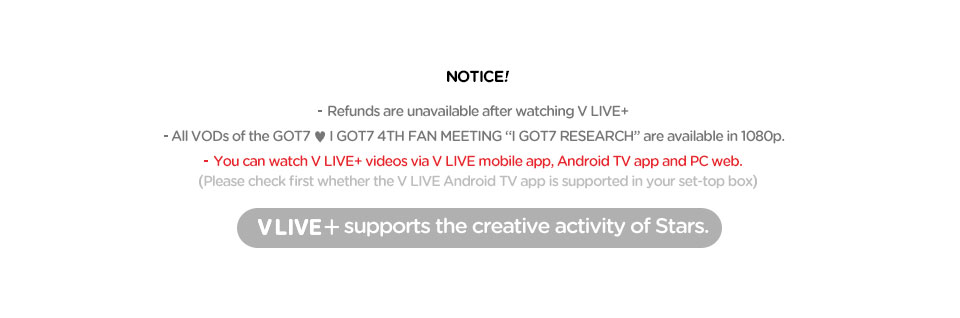 NOTICE!
- Refunds are unavailable after watching V LIVE+
- All VODs of the GOT7 ♥ I GOT7 4TH FAN MEETING “I GOT7 RESEARCH” are available in 1080p.
- You can watch V LIVE+ videos via V LIVE mobile app, Android TV app and PC web.
(Please check first whether the V LIVE Android TV app is supported in your set-top box)
V LIVE+ supports the creative activity of Stars.